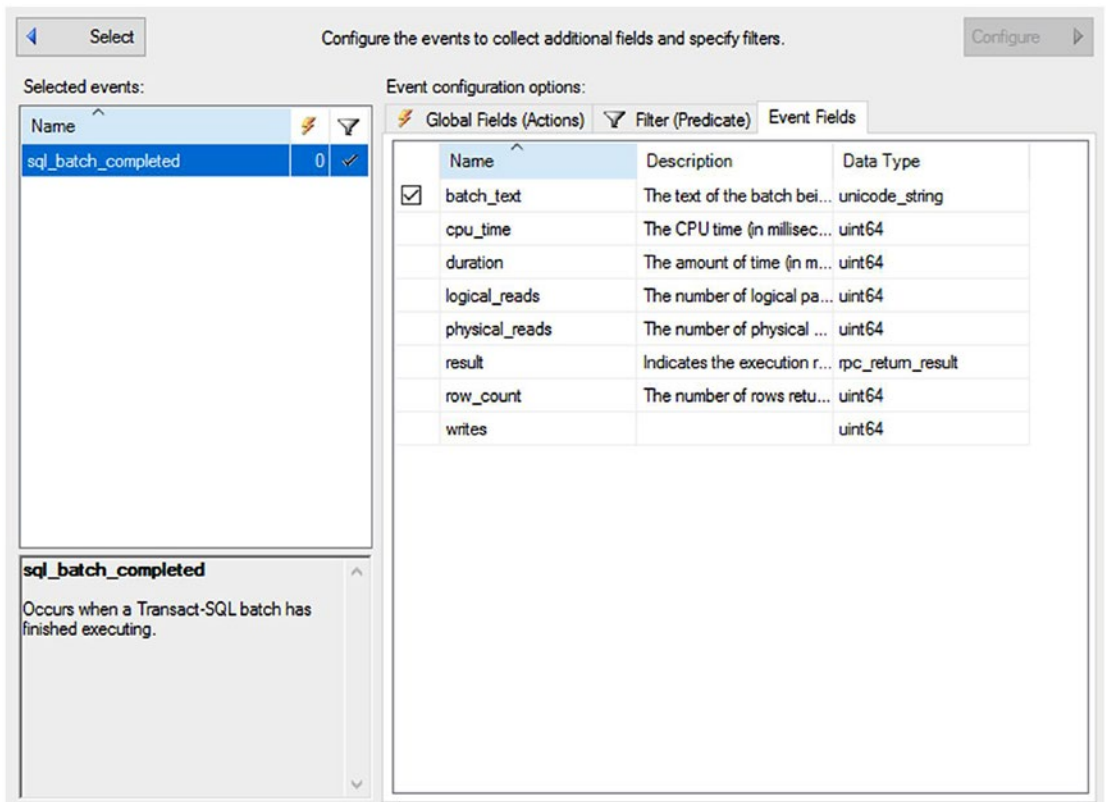 Select
Configure the events to collect additional fields and specify filters.
Configure
Selected events:
Name
sql_batch_completed 0
sql_batch_completed
Occurs when a Transact-SQL batch has
finished executing.
Event configuration options:
Global Fields (Actions) Filter (Predicate) Event Fields
Name Description Data Type
batch_text The text of the batch bei... unicode_string
cpu_time The CPU time (in millisec... uint64
duration The amount of time (in m... uint64
logical_reads The number of logical pa... uint64
physical_reads The number of physical ... uint64
result Indicates the execution r... rpc_return_result
row_count The number of rows retu... uint64
writes uint64